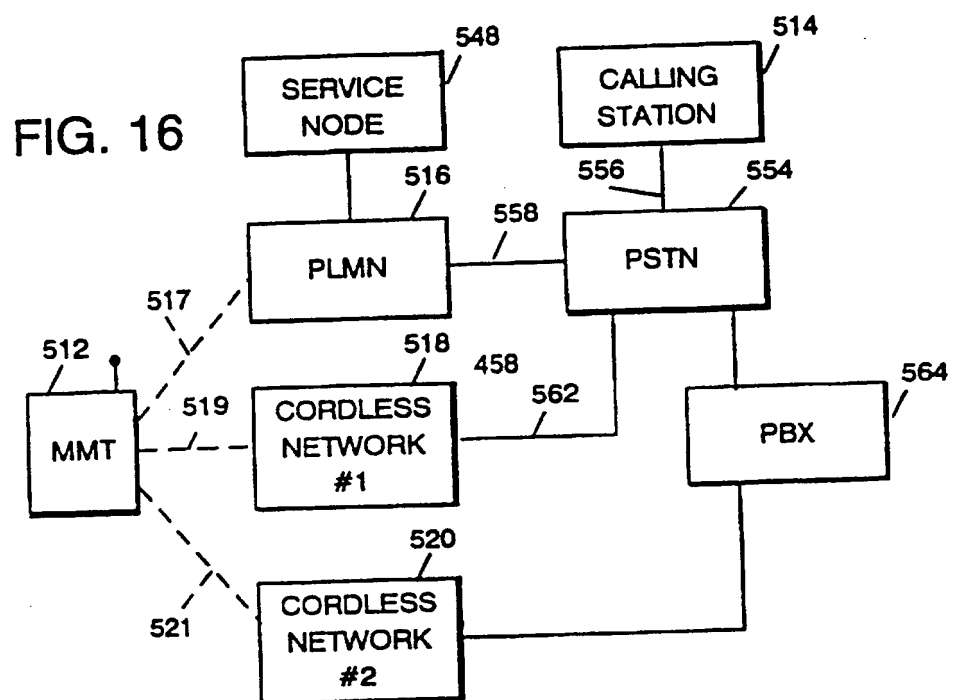 FIG. 16
548
SERVICE
NODE
514
CALLING
STATION
516
PLMN
558
556
554
PSTN
517
512
MMT
519
518
CORDLESS
NETWORK
#1
458
562
564
PBX
520
CORDLESS
NETWORK
#2
521